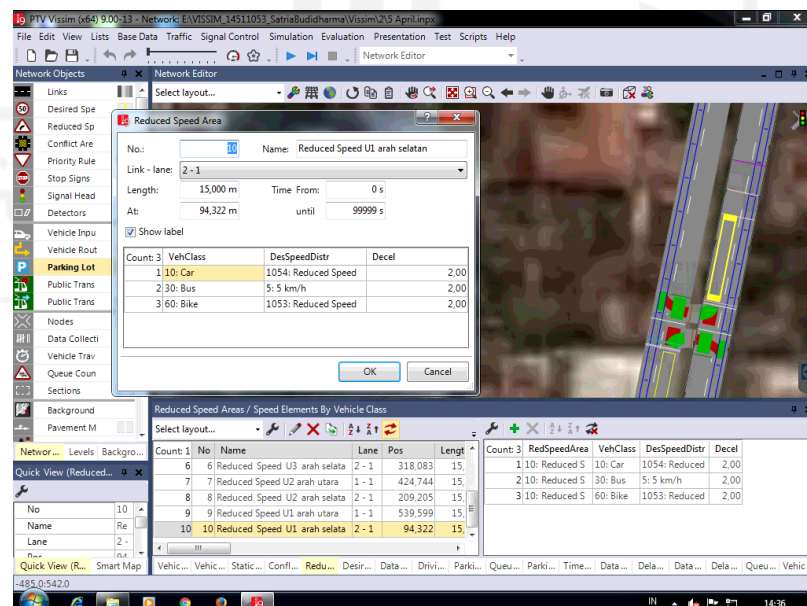 PTV Vissim (x64) 9.00-13 - Network: E:\VISSIM_14511053_SatriaBudidharma\Vissim\2\5 April.inpx
File Edit View Lists Base Data Traffic Signal Control Simulation Evaluation Presentation Test Scripts Help
Network Editor
Network Objects
Network Editor
Select layout...
Links
Desired Spe
Reduced Sp
Conflict Are
Priority Rule
Stop Signs
Signal Head
Detectors
Vehicle Inpu
Vehicle Rout
Parking Lot
Public Trans
Public Trans
Nodes
Data Collecti
Vehicle Trav
Queue Coun
Sections
Background
Pavement M
Networ... Levels Backgro...
Reduced Speed Area
No.: 10 Name: Reduced Speed U1 arah selatan
Link - lane: 2 - 1
Length: 15,000 m Time From: 0 s
At: 94,322 m until 99999 s
Show label
Count: 3 VehClass DesSpeedDistr Decel
1 10: Car 1054: Reduced Speed 2,00
2 30: Bus 5: 5 km/h 2,00
3 60: Bike 1053: Reduced Speed 2,00
OK Cancel
Reduced Speed Areas / Speed Elements By Vehicle Class
Select layout...
Count: 1 No Name Lane Pos Lengt
6 6 Reduced Speed U3 arah selata 2 - 1 318,083 15,
7 7 Reduced Speed U2 arah utara 1 - 1 424,744 15,
8 8 Reduced Speed U2 arah selata 2 - 1 209,205 15,
9 9 Reduced Speed U1 arah utara 1 - 1 539,599 15,
10 10 Reduced Speed U1 arah selata 2 - 1 94,322 15,
Count: 3 RedSpeedArea VehClass DesSpeedDistr Decel
1 10: Reduced S 10: Car 1054: Reduced 2,00
2 10: Reduced S 30: Bus 5: 5 km/h 2,00
3 10: Reduced S 60: Bike 1053: Reduced 2,00
Quick View (Reduced...
No 10
Name Re
Lane 2 -
Quick View (R... Smart Map
Vehic... Vehic... Static... Confl... Redu... Desir... Data... Drivi... Parki... Queu... Parki... Time... Data... Dela... Data... Dela... Queu... Vehic
-485.0:542.0
IN 14:36